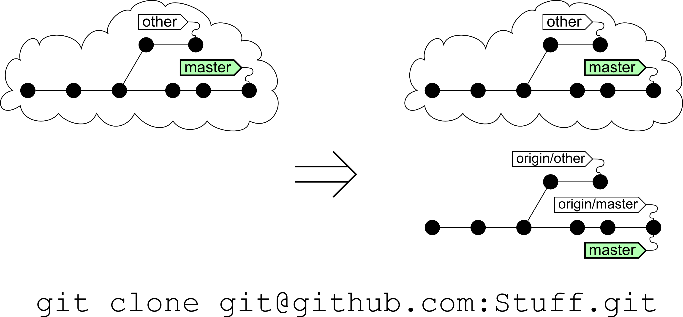 other
master
other
master
origin/other
origin/master
master
git clone git@github.com:Stuff.git